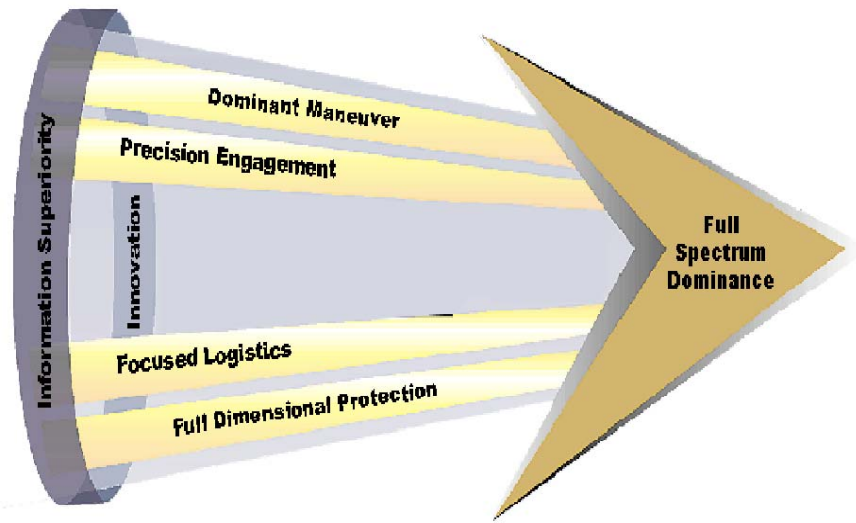 Information Superiority
Innovation
Dominant Maneuver
Precision Engagement
Focused Logistics
Full Dimensional Protection
Full
Spectrum
Dominance